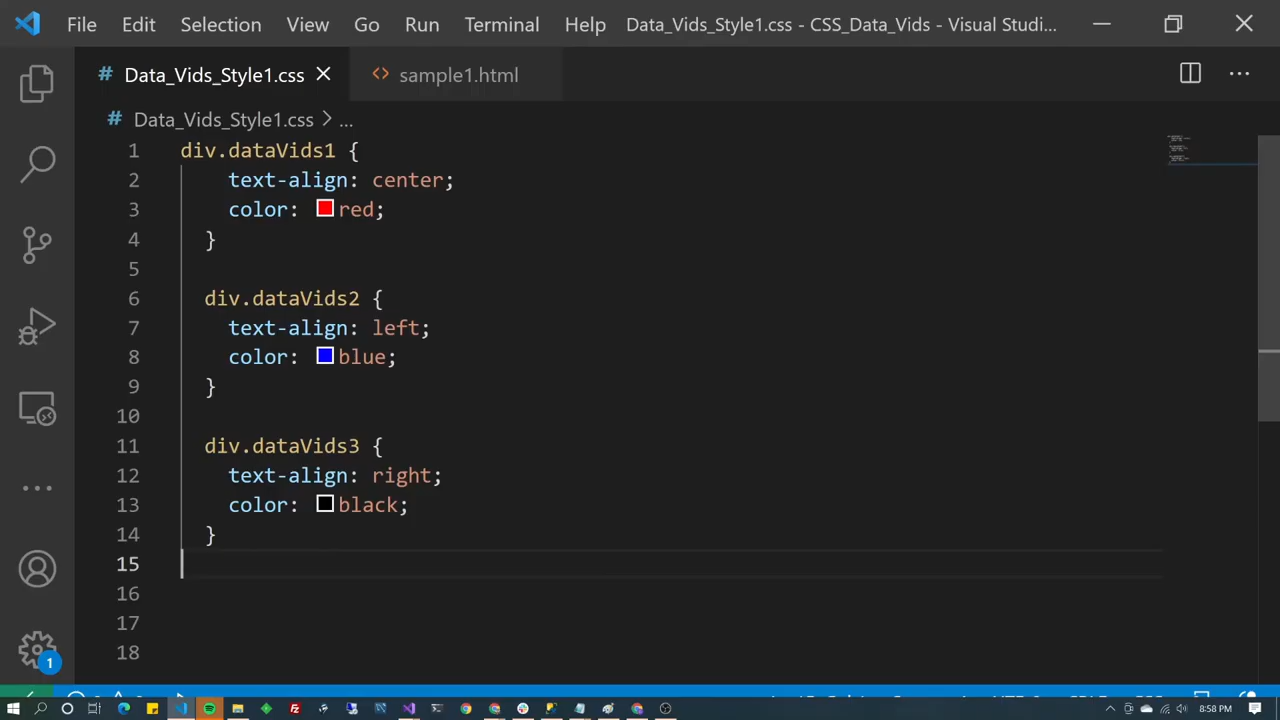 File Edit Selection View Go Run Terminal Help Data_Vids_Style1.css - CSS_Data_Vids - Visual Studi...
# Data_Vids_Style1.css × <> sample1.html
# Data_Vids_Style1.css > ...
1 div.dataVids1 {
2 text-align: center;
3 color: red;
4 }
5
6 div.dataVids2 {
7 text-align: left;
8 color: blue;
9 }
10
11 div.dataVids3 {
12 text-align: right;
13 color: black;
14 }
15
16
17
18
1
8:58 PM